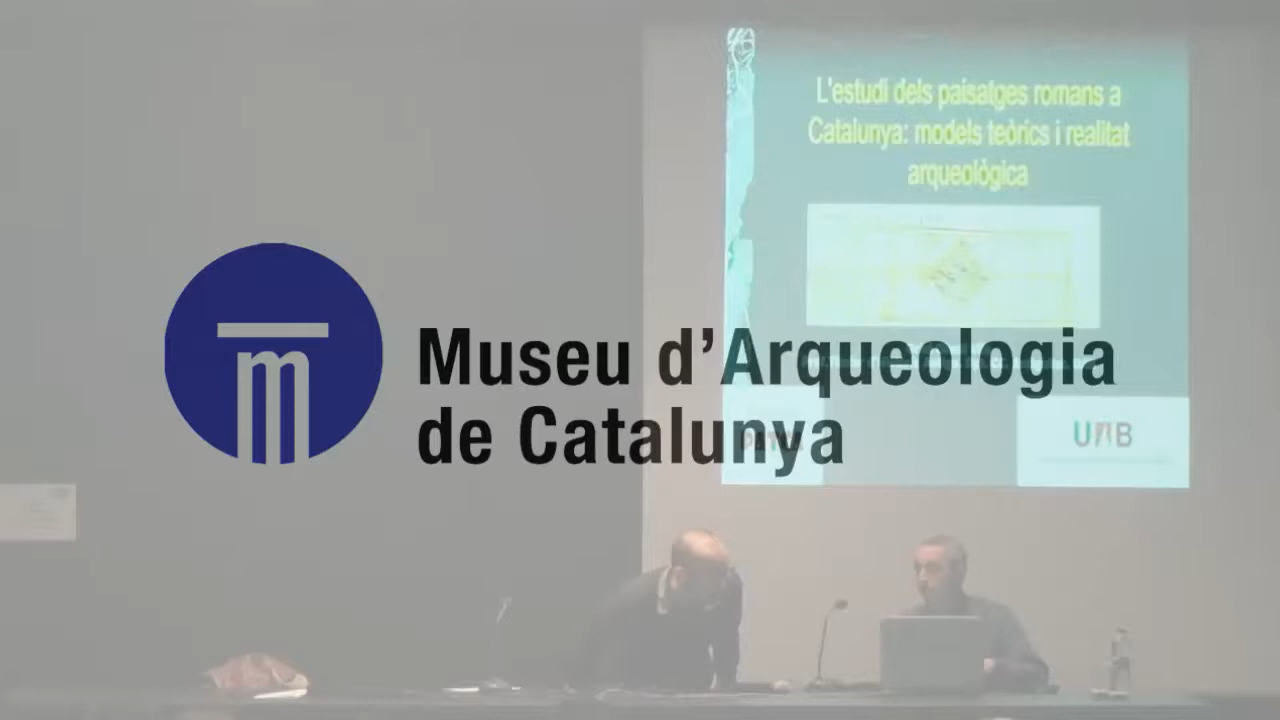 L'estudi dels paisatges romans a
Catalunya: models teòrics i realitat
arqueològica
Museu d'Arqueologia
de Catalunya
UAB